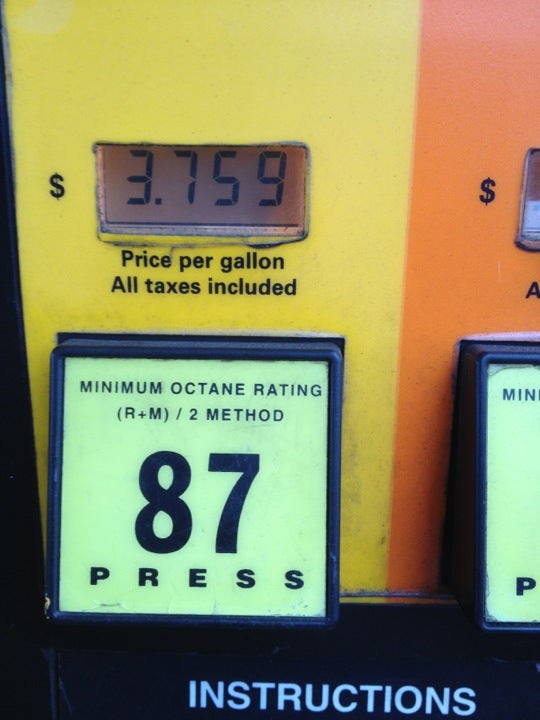 $ 3.759
$
Price per gallon
All taxes included
MINIMUM OCTANE RATING
(R+M) / 2 METHOD
87
PRESS
INSTRUCTIONS